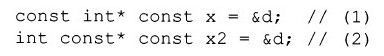 const int* const x = &d;  // (1)
int const* const x2 = &d;  // (2)